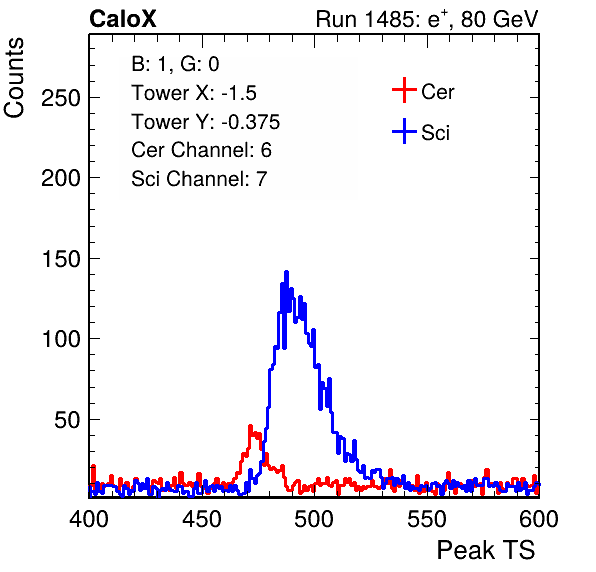 CaloX Run 1485: e⁺, 80 GeV
Counts
B: 1, G: 0
Tower X: -1.5
Tower Y: -0.375
Cer Channel: 6
Sci Channel: 7
Cer
Sci
250
200
150
100
50
400 450 500 550 600
Peak TS